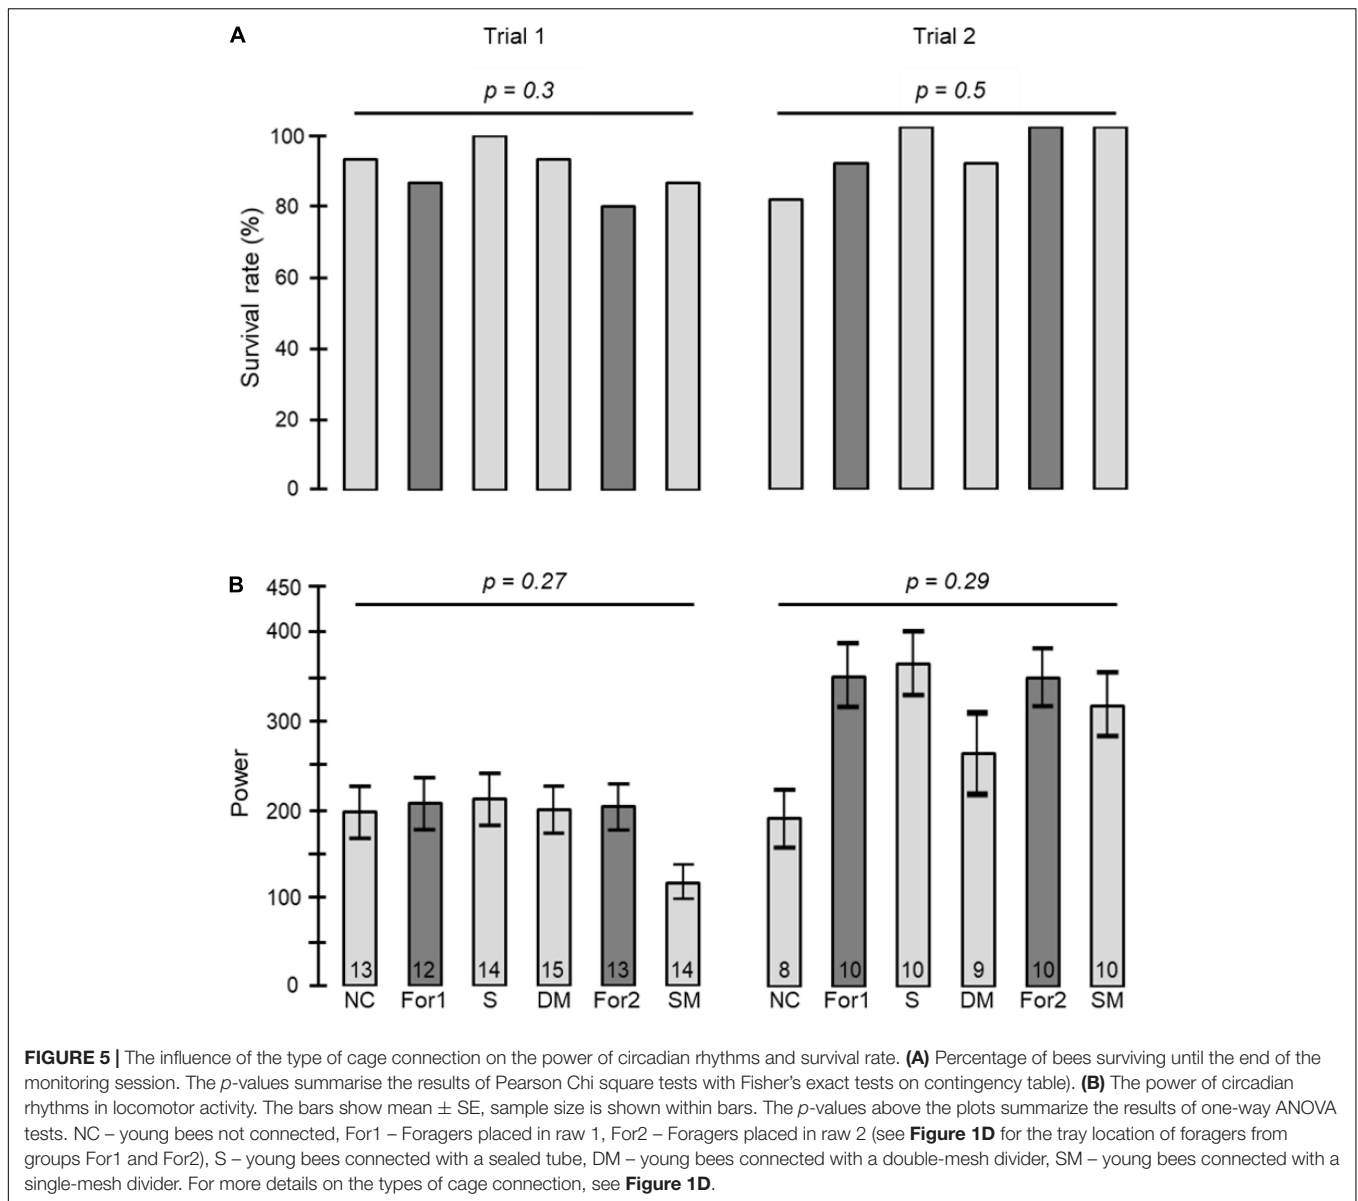 A Trial 1 Trial 2
p = 0.3 p = 0.5
Survival rate (%)
100
80
60
40
20
0
B p = 0.27 p = 0.29
Power
450
400
300
200
100
0
13 12 14 15 13 14 8 10 10 9 10 10
NC For1 S DM For2 SM NC For1 S DM For2 SM
FIGURE 5 | The influence of the type of cage connection on the power of circadian rhythms and survival rate. (A) Percentage of bees surviving until the end of the
monitoring session. The p-values summarise the results of Pearson Chi square tests with Fisher's exact tests on contingency table). (B) The power of circadian
rhythms in locomotor activity. The bars show mean ± SE, sample size is shown within bars. The p-values above the plots summarize the results of one-way ANOVA
tests. NC – young bees not connected, For1 – Foragers placed in raw 1, For2 – Foragers placed in raw 2 (see Figure 1D for the tray location of foragers from
groups For1 and For2), S – young bees connected with a sealed tube, DM – young bees connected with a double-mesh divider, SM – young bees connected with a
single-mesh divider. For more details on the types of cage connection, see Figure 1D.